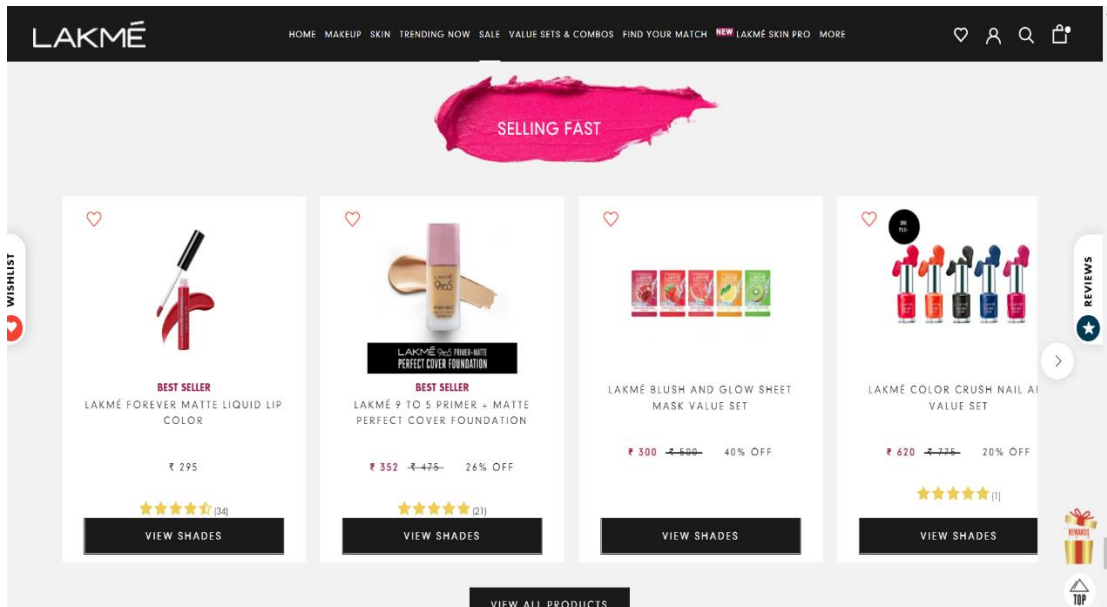 LAKMÉ
HOME MAKEUP SKIN TRENDING NOW SALE VALUE SETS & COMBOS FIND YOUR MATCH NEW LAKMÉ SKIN PRO MORE
SELLING FAST
WISHLIST
REVIEWS
LAKMÉ 9to5 PRIMER + MATTE
PERFECT COVER FOUNDATION
BEST SELLER
LAKMÉ FOREVER MATTE LIQUID LIP
COLOR
₹ 295
(34)
VIEW SHADES
BEST SELLER
LAKMÉ 9 TO 5 PRIMER + MATTE
PERFECT COVER FOUNDATION
₹ 352 ₹ 475 26% OFF
(21)
VIEW SHADES
LAKMÉ BLUSH AND GLOW SHEET
MASK VALUE SET
₹ 300 ₹ 500 40% OFF
VIEW SHADES
LAKMÉ COLOR CRUSH NAIL A
VALUE SET
₹ 620 ₹ 775 20% OFF
(1)
VIEW SHADES
REWARDS
TOP
VIEW ALL PRODUCTS